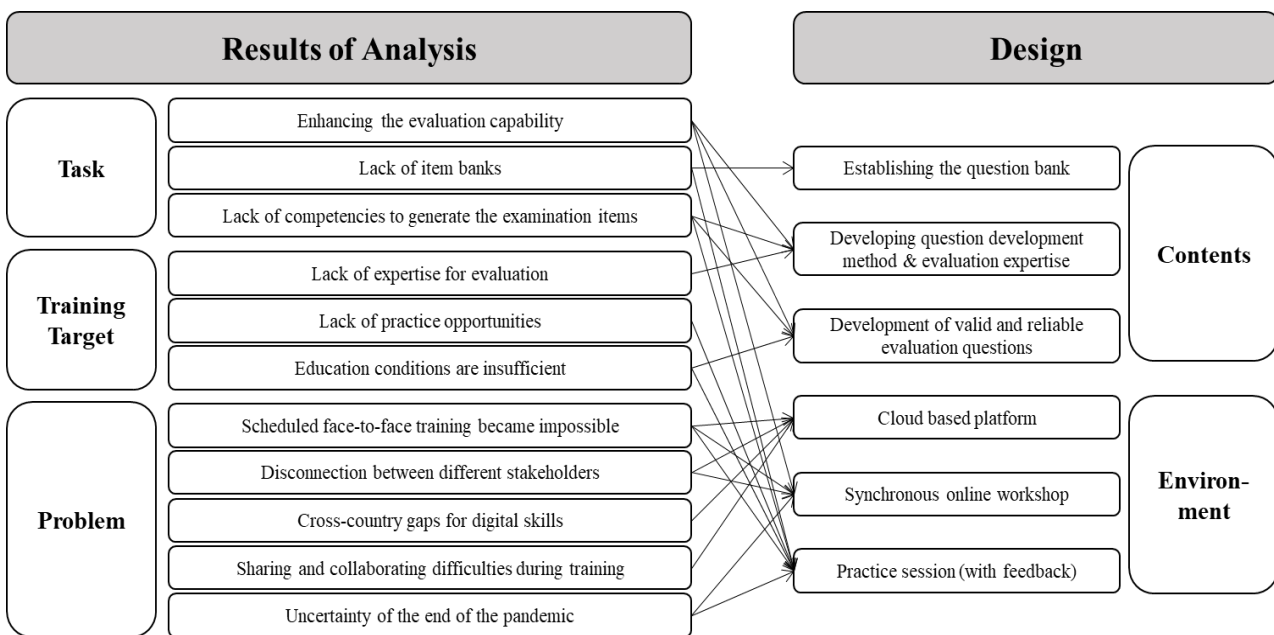 Results of Analysis
Design
Task
Enhancing the evaluation capability
Lack of item banks
Lack of competencies to generate the examination items
Training
Target
Lack of expertise for evaluation
Lack of practice opportunities
Education conditions are insufficient
Problem
Scheduled face-to-face training became impossible
Disconnection between different stakeholders
Cross-country gaps for digital skills
Sharing and collaborating difficulties during training
Uncertainty of the end of the pandemic
Establishing the question bank
Developing question development
method & evaluation expertise
Development of valid and reliable
evaluation questions
Contents
Cloud based platform
Synchronous online workshop
Practice session (with feedback)
Environ-
ment